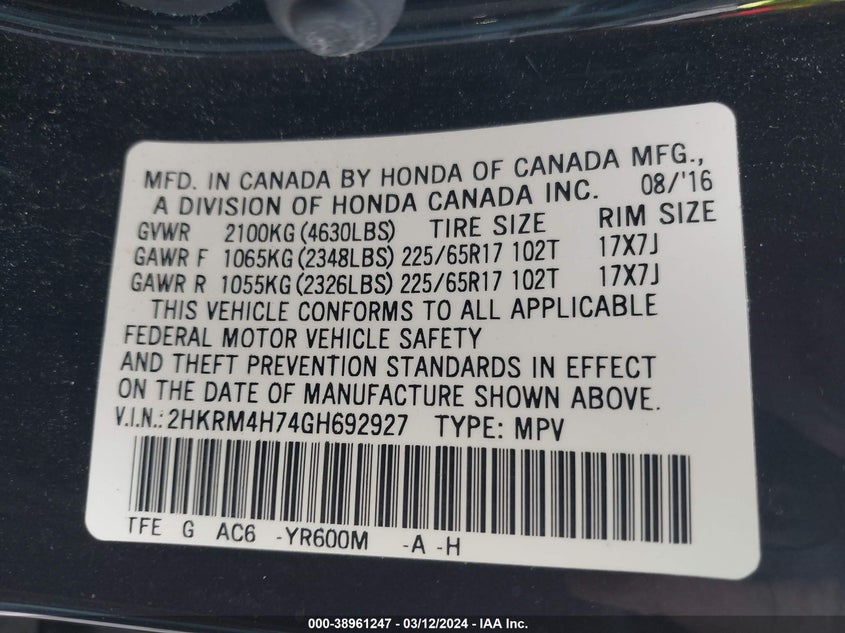 MFD. IN CANADA BY HONDA OF CANADA MFG.,
A DIVISION OF HONDA CANADA INC. 08/'16
GVWR 2100KG (4630LBS) TIRE SIZE RIM SIZE
GAWR F 1065KG (2348LBS) 225/65R17 102T 17X7J
GAWR R 1055KG (2326LBS) 225/65R17 102T 17X7J
THIS VEHICLE CONFORMS TO ALL APPLICABLE
FEDERAL MOTOR VEHICLE SAFETY
AND THEFT PREVENTION STANDARDS IN EFFECT
ON THE DATE OF MANUFACTURE SHOWN ABOVE.
V.I.N.: 2HKRM4H74GH692927 TYPE: MPV
TFE G AC6 -YR600M -A -H
000-38961247 — 03/12/2024 — IAA Inc.